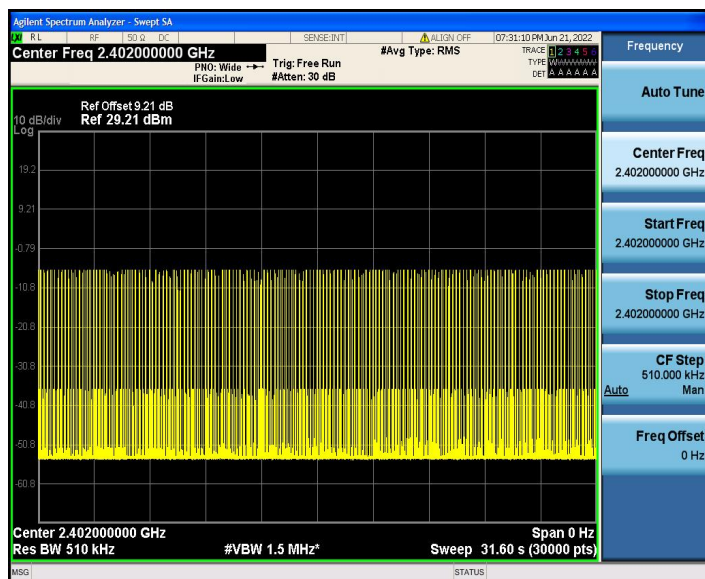 Agilent Spectrum Analyzer - Swept SA
LXI RL RF 50 Ω DC SENSE:INT ALIGN OFF 07:31:10 PM Jun 21, 2022
Center Freq 2.402000000 GHz #Avg Type: RMS TRACE 1 2 3 4 5 6
PNO: Wide Trig: Free Run TYPE
IFGain:Low #Atten: 30 dB DET A A A A A A
Frequency
Auto Tune
Ref Offset 9.21 dB
10 dB/div Ref 29.21 dBm
Log
19.2
9.21
-0.79
-10.8
-20.8
-30.8
-40.8
-50.8
-60.8
Center Freq
2.402000000 GHz
Start Freq
2.402000000 GHz
Stop Freq
2.402000000 GHz
CF Step
510.000 kHz
Auto Man
Freq Offset
0 Hz
Center 2.402000000 GHz Span 0 Hz
Res BW 510 kHz #VBW 1.5 MHz* Sweep 31.60 s (30000 pts)
MSG STATUS